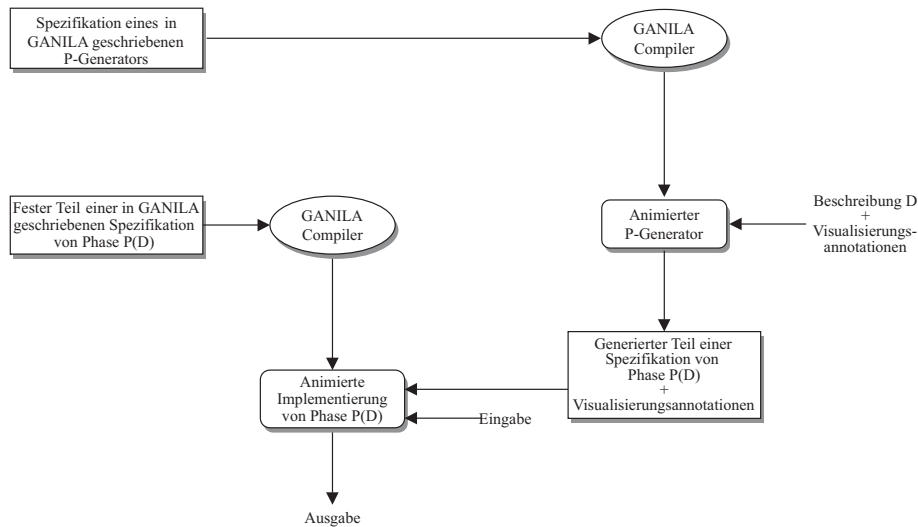 Spezifikation eines in
GANILA geschriebenen
P-Generators
GANILA
Compiler
Fester Teil einer in GANILA
geschriebenen Spezifikation
von Phase P(D)
GANILA
Compiler
Animierter
P-Generator
Beschreibung D
+
Visualisierungs-
annotationen
Generierter Teil einer
Spezifikation von
Phase P(D)
+
Visualisierungsannotationen
Animierte
Implementierung
von Phase P(D)
Eingabe
Ausgabe